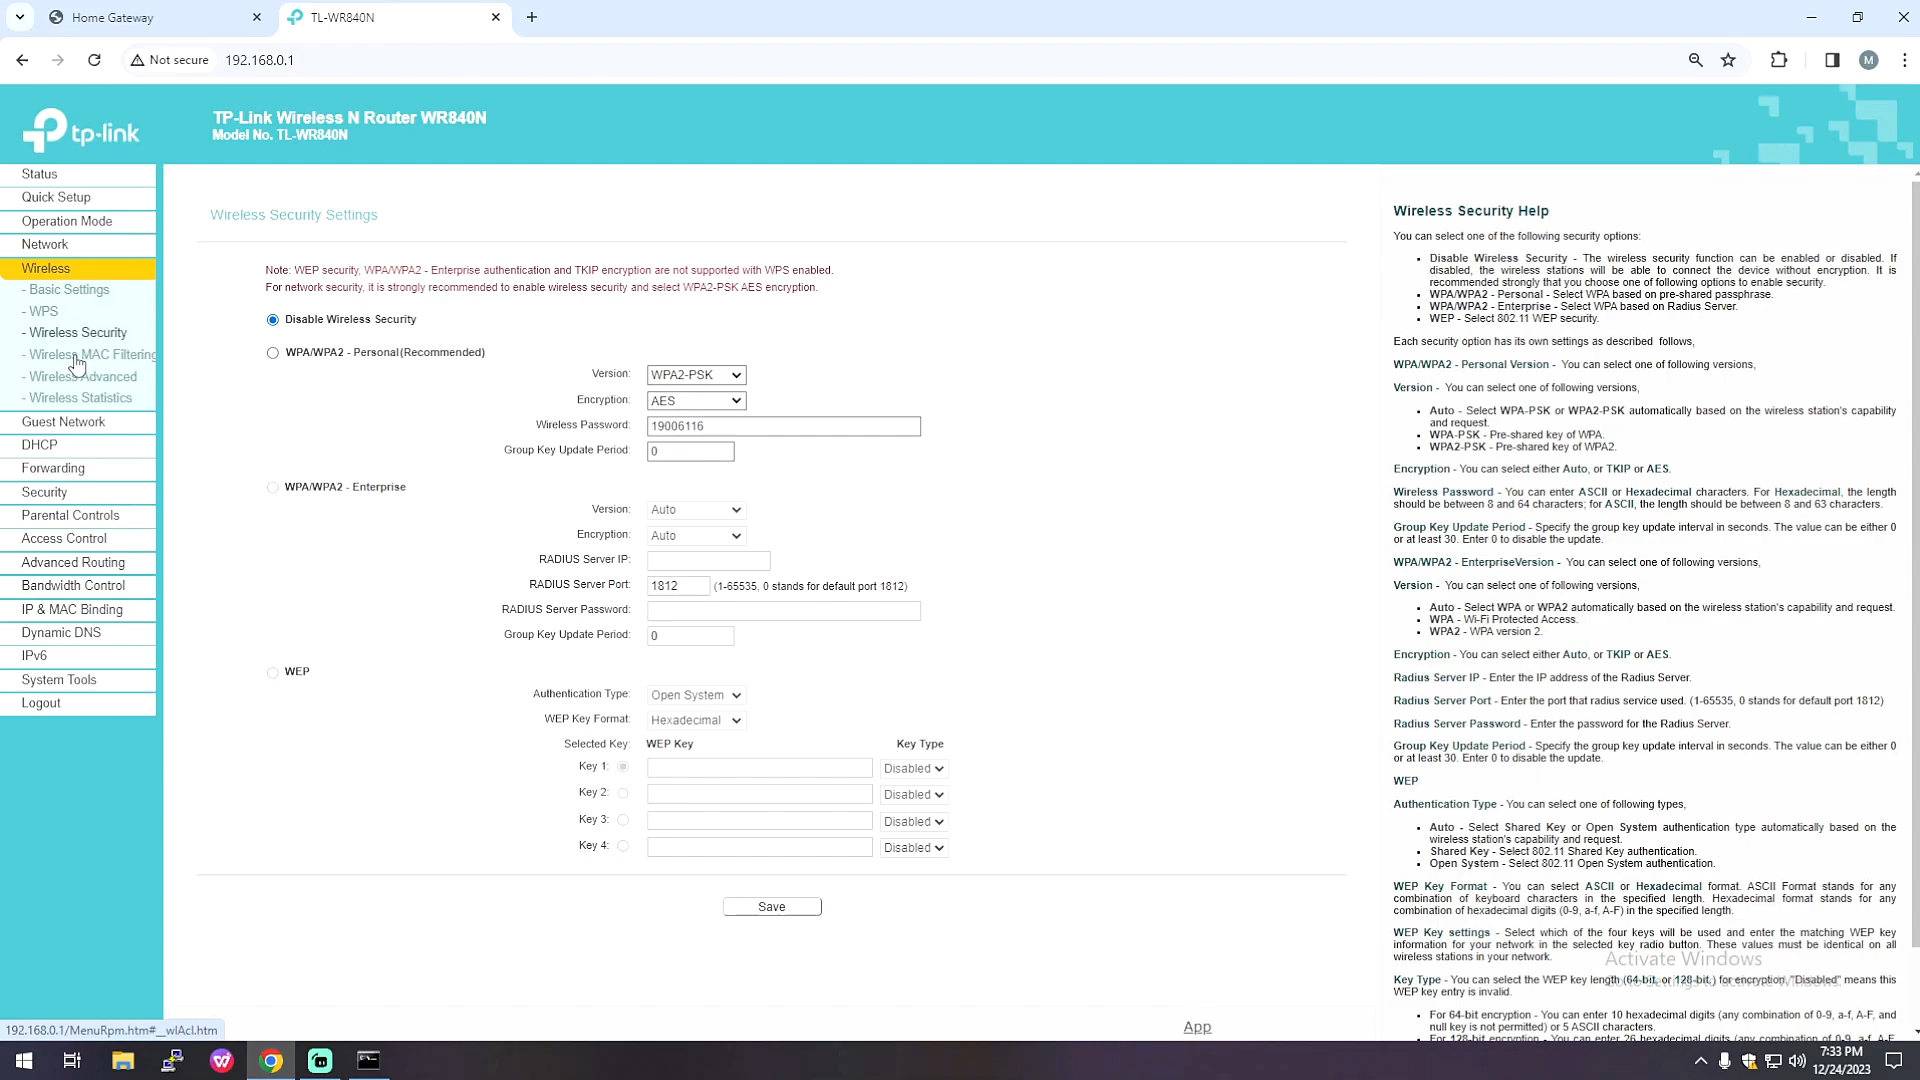 Home Gateway
TL-WR840N
Not secure
192.168.0.1
M
tp-link
TP-Link Wireless N Router WR840N
Model No. TL-WR840N
Status
Quick Setup
Operation Mode
Network
Wireless
- Basic Settings
- WPS
- Wireless Security
- Wireless MAC Filtering
- Wireless Advanced
- Wireless Statistics
Guest Network
DHCP
Forwarding
Security
Parental Controls
Access Control
Advanced Routing
Bandwidth Control
IP & MAC Binding
Dynamic DNS
IPv6
System Tools
Logout
Wireless Security Settings
Note: WEP security, WPA/WPA2 - Enterprise authentication and TKIP encryption are not supported with WPS enabled.
For network security, it is strongly recommended to enable wireless security and select WPA2-PSK AES encryption.
Disable Wireless Security
WPA/WPA2 - Personal(Recommended)
Version: WPA2-PSK
Encryption: AES
Wireless Password: 19006116
Group Key Update Period: 0
WPA/WPA2 - Enterprise
Version: Auto
Encryption: Auto
RADIUS Server IP:
RADIUS Server Port: 1812 (1-65535, 0 stands for default port 1812)
RADIUS Server Password:
Group Key Update Period: 0
WEP
Authentication Type: Open System
WEP Key Format: Hexadecimal
Selected Key: WEP Key Key Type
Key 1: Disabled
Key 2: Disabled
Key 3: Disabled
Key 4: Disabled
Save
App
Wireless Security Help
You can select one of the following security options:
• Disable Wireless Security - The wireless security function can be enabled or disabled. If
disabled, the wireless stations will be able to connect the device without encryption. It is
recommended strongly that you choose one of following options to enable security.
• WPA/WPA2 - Personal - Select WPA based on pre-shared passphrase.
• WPA/WPA2 - Enterprise - Select WPA based on Radius Server.
• WEP - Select 802.11 WEP security.
Each security option has its own settings as described follows,
WPA/WPA2 - Personal Version - You can select one of following versions,
Version - You can select one of following versions,
• Auto - Select WPA-PSK or WPA2-PSK automatically based on the wireless station's capability
and request.
• WPA-PSK - Pre-shared key of WPA.
• WPA2-PSK - Pre-shared key of WPA2.
Encryption - You can select either Auto, or TKIP or AES.
Wireless Password - You can enter ASCII or Hexadecimal characters. For Hexadecimal, the length
should be between 8 and 64 characters; for ASCII, the length should be between 8 and 63 characters.
Group Key Update Period - Specify the group key update interval in seconds. The value can be either 0
or at least 30. Enter 0 to disable the update.
WPA/WPA2 - EnterpriseVersion - You can select one of following versions,
Version - You can select one of following versions,
• Auto - Select WPA or WPA2 automatically based on the wireless station's capability and request.
• WPA - Wi-Fi Protected Access.
• WPA2 - WPA version 2.
Encryption - You can select either Auto, or TKIP or AES.
Radius Server IP - Enter the IP address of the Radius Server.
Radius Server Port - Enter the port that radius service used. (1-65535, 0 stands for default port 1812)
Radius Server Password - Enter the password for the Radius Server.
Group Key Update Period - Specify the group key update interval in seconds. The value can be either 0
or at least 30. Enter 0 to disable the update.
WEP
Authentication Type - You can select one of following types,
• Auto - Select Shared Key or Open System authentication type automatically based on the
wireless station's capability and request.
• Shared Key - Select 802.11 Shared Key authentication.
• Open System - Select 802.11 Open System authentication.
WEP Key Format - You can select ASCII or Hexadecimal format. ASCII Format stands for any
combination of keyboard characters in the specified length. Hexadecimal format stands for any
combination of hexadecimal digits (0-9, a-f, A-F) in the specified length.
WEP Key settings - Select which of the four keys will be used and enter the matching WEP key
information for your network in the selected key radio button. These values must be identical on all
wireless stations in your network.
Activate Windows
Go to Settings to activate Windows.
Key Type - You can select the WEP key length (64-bit, or 128-bit.) for encryption. "Disabled" means this
WEP key entry is invalid.
• For 64-bit encryption - You can enter 10 hexadecimal digits (any combination of 0-9, a-f, A-F, and
null key is not permitted) or 5 ASCII characters.
• For 128-bit encryption - You can enter 26 hexadecimal digits (any combination of 0-9, a-f, A-F,
192.168.0.1/MenuRpm.htm#__wlAcl.htm
7:33 PM
12/24/2023